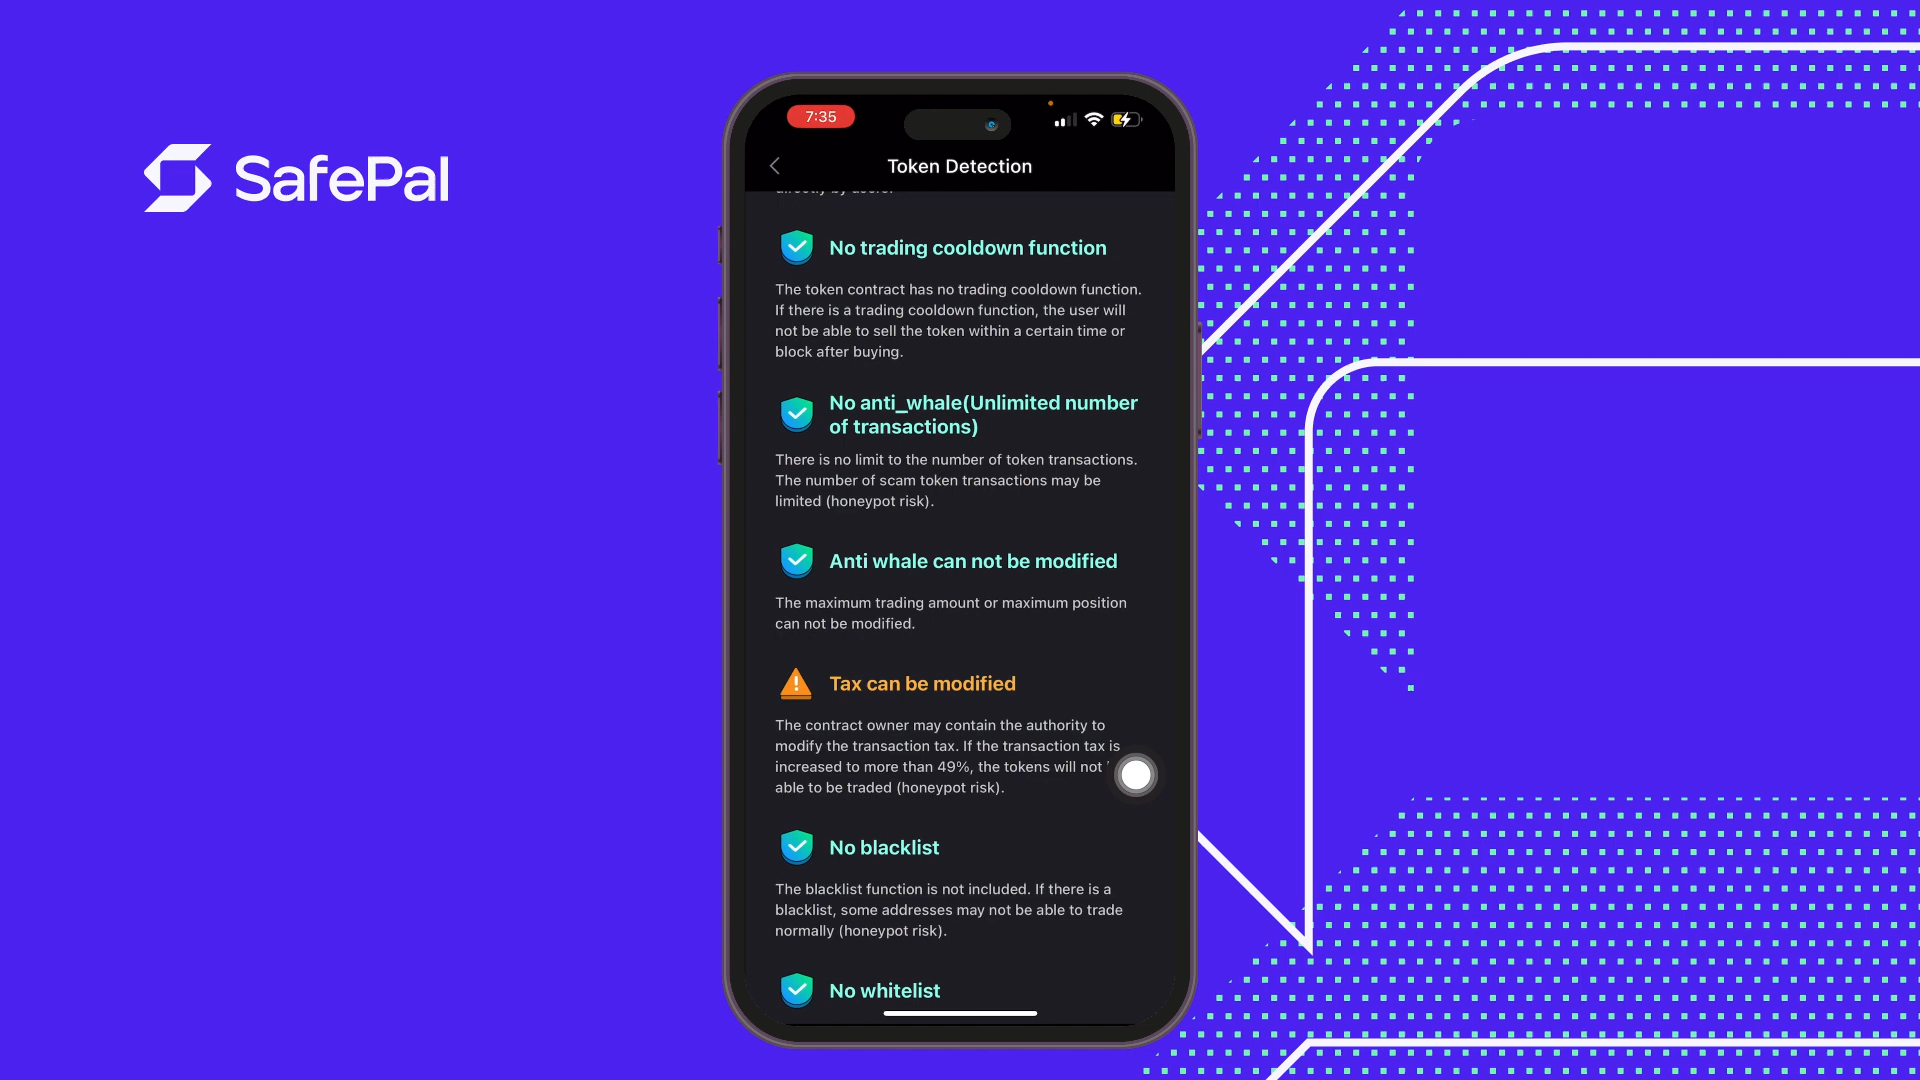 SafePal
7:35
Token Detection
directly by users.
No trading cooldown function
The token contract has no trading cooldown function.
If there is a trading cooldown function, the user will
not be able to sell the token within a certain time or
block after buying.
No anti_whale(Unlimited number
of transactions)
There is no limit to the number of token transactions.
The number of scam token transactions may be
limited (honeypot risk).
Anti whale can not be modified
The maximum trading amount or maximum position
can not be modified.
Tax can be modified
The contract owner may contain the authority to
modify the transaction tax. If the transaction tax is
increased to more than 49%, the tokens will not
able to be traded (honeypot risk).
No blacklist
The blacklist function is not included. If there is a
blacklist, some addresses may not be able to trade
normally (honeypot risk).
No whitelist